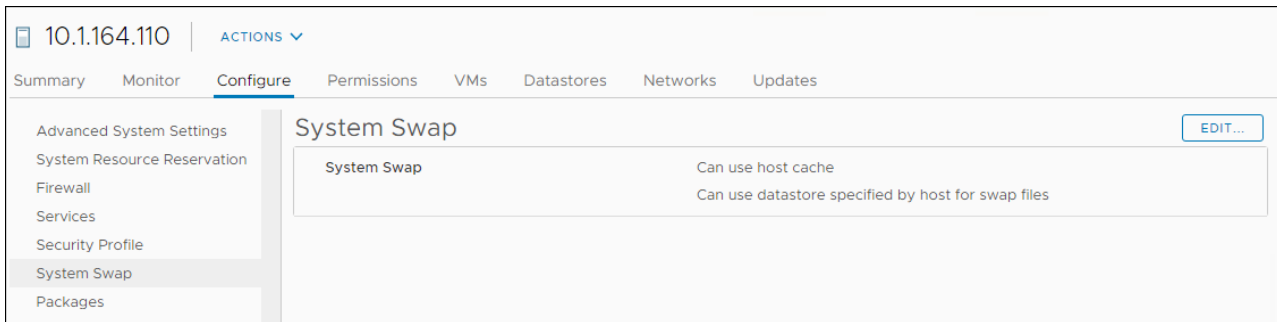 10.1.164.110 ACTIONS
Summary Monitor Configure Permissions VMs Datastores Networks Updates
Advanced System Settings
System Resource Reservation
Firewall
Services
Security Profile
System Swap
Packages
System Swap EDIT...
System Swap Can use host cache
Can use datastore specified by host for swap files